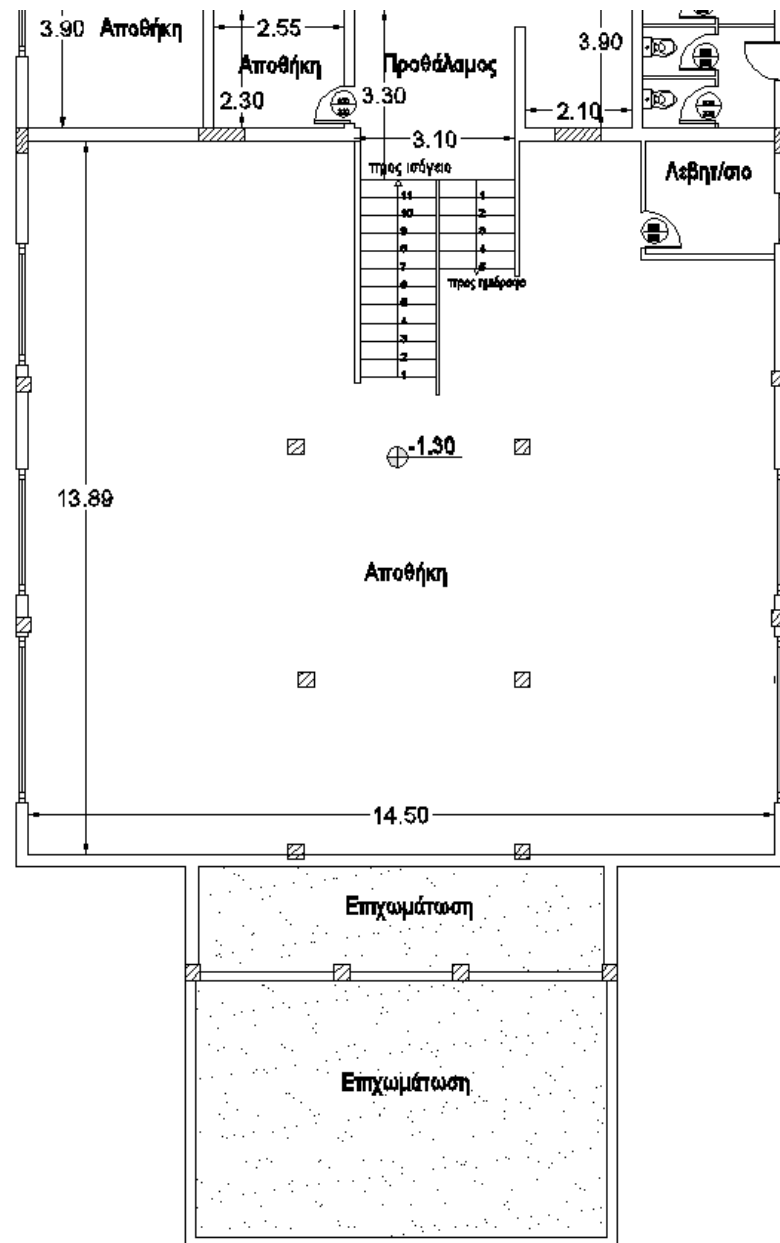 3.90 Αποθήκη
2.55
Αποθήκη
2.30
Προθάλαμος
3.30
3.90
2.10
3.10
προς ισόγειο
Λεβητ/σιο
11
10
9
8
7
6
5
4
3
2
1
1
2
3
4
5
προς ημιόροφο
-1.30
13.89
Αποθήκη
14.50
Επιχωμάτωση
Επιχωμάτωση